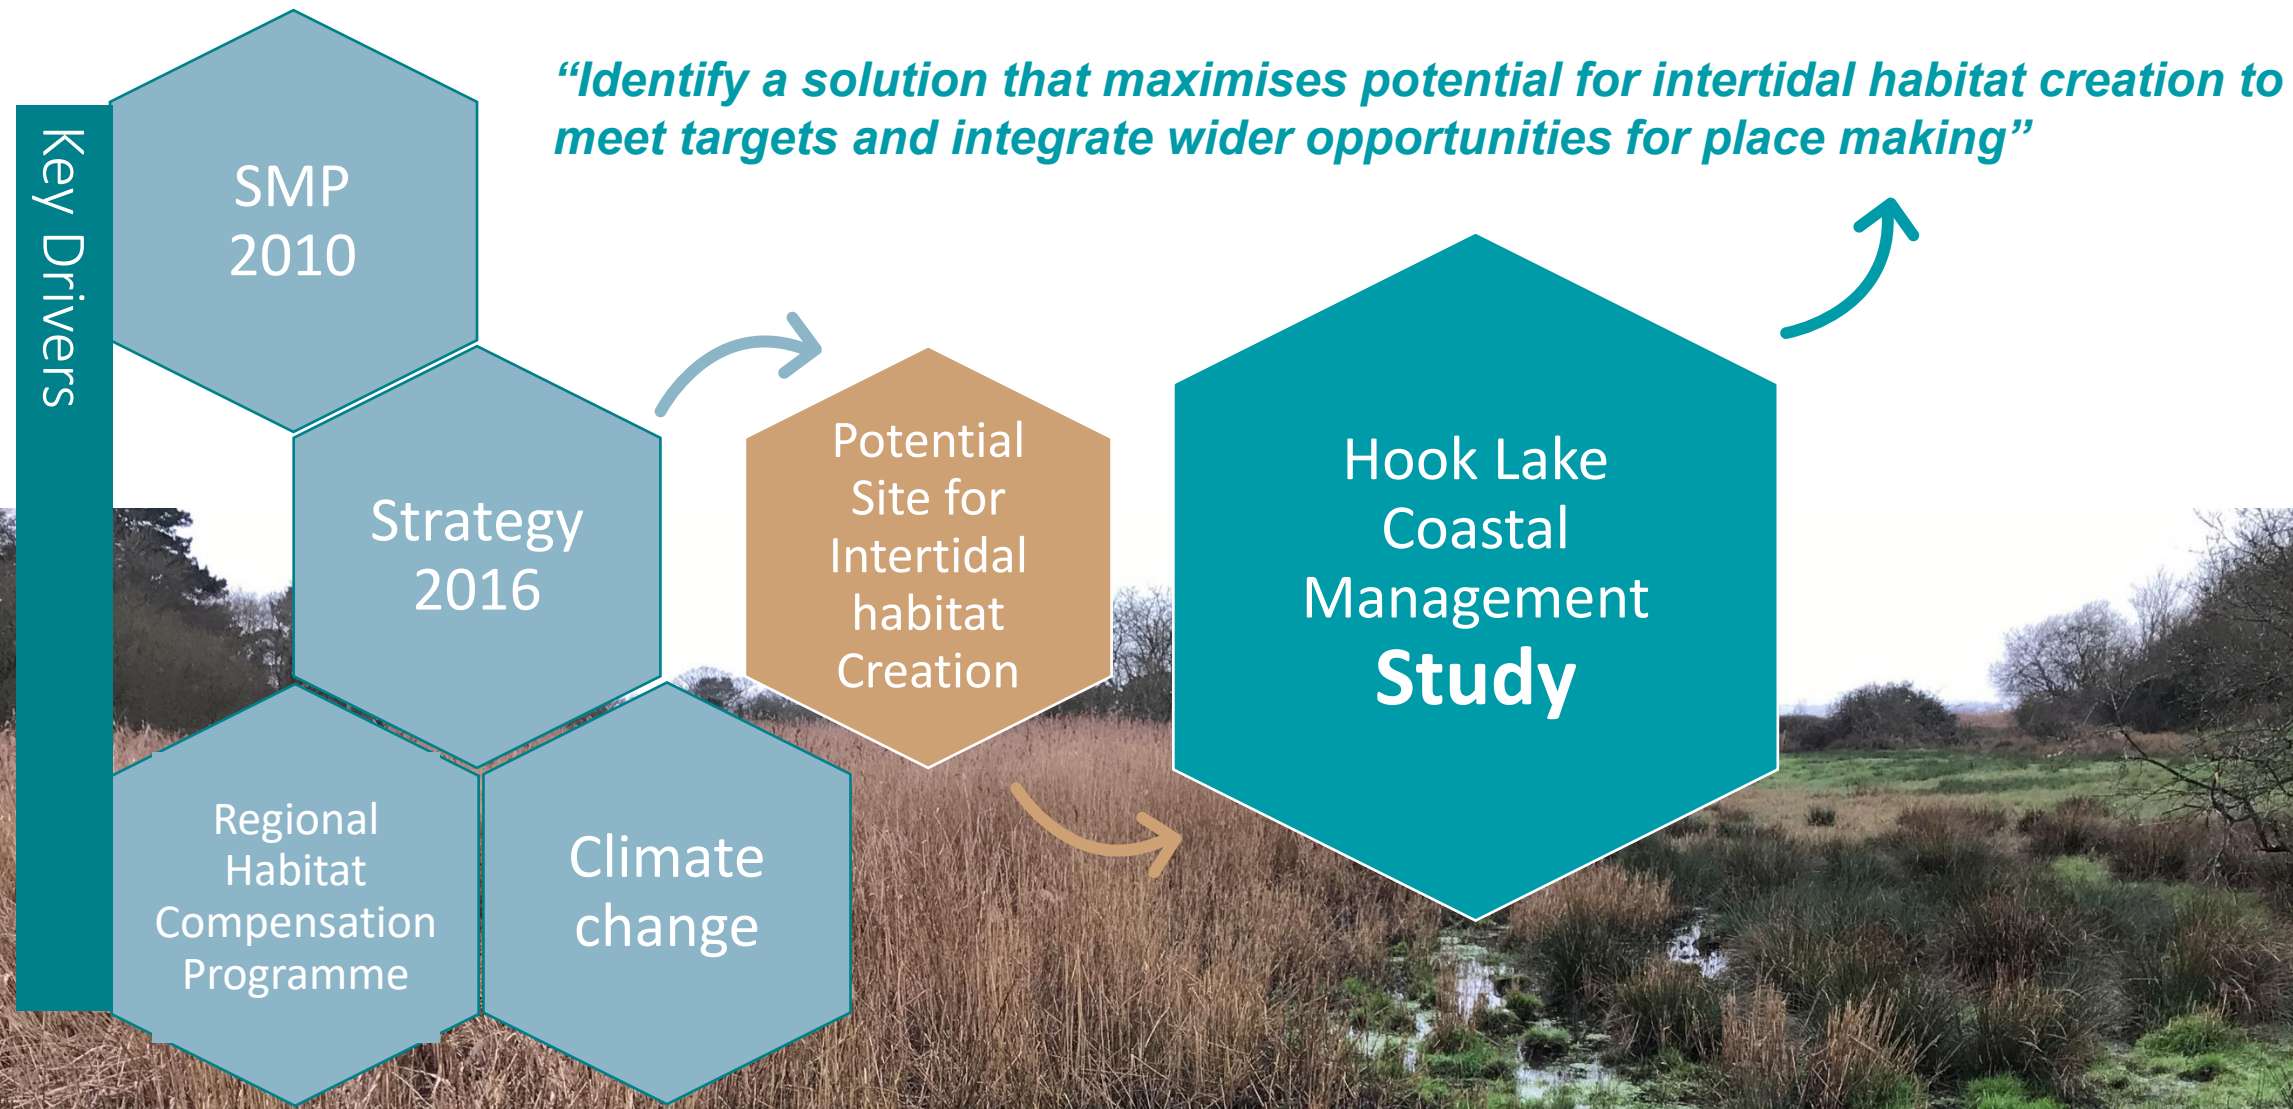 Key Drivers
SMP
2010
“Identify a solution that maximises potential for intertidal habitat creation to
meet targets and integrate wider opportunities for place making”
Strategy
2016
Regional
Habitat
Compensation
Programme
Climate
change
Potential
Site for
Intertidal
habitat
Creation
Hook Lake
Coastal
Management
Study